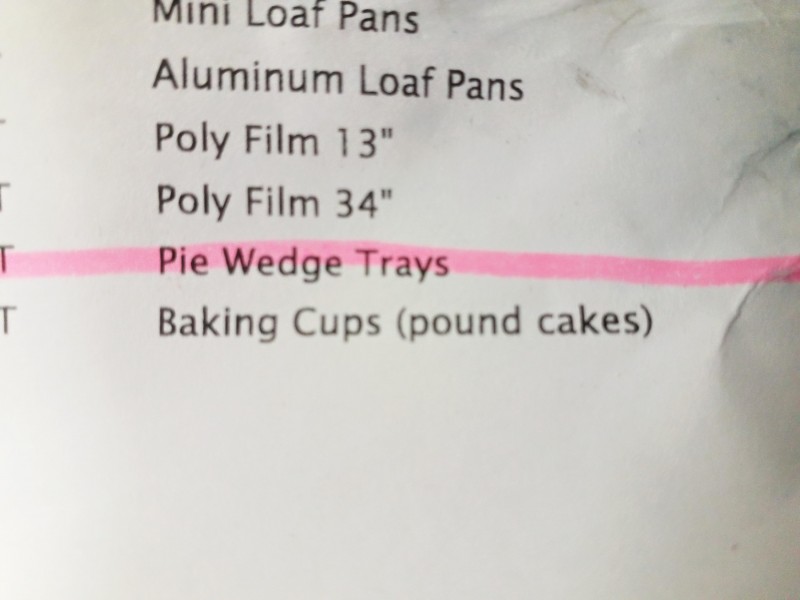 Mini Loaf Pans
Aluminum Loaf Pans
Poly Film 13"
T Poly Film 34"
T Pie Wedge Trays
T Baking Cups (pound cakes)